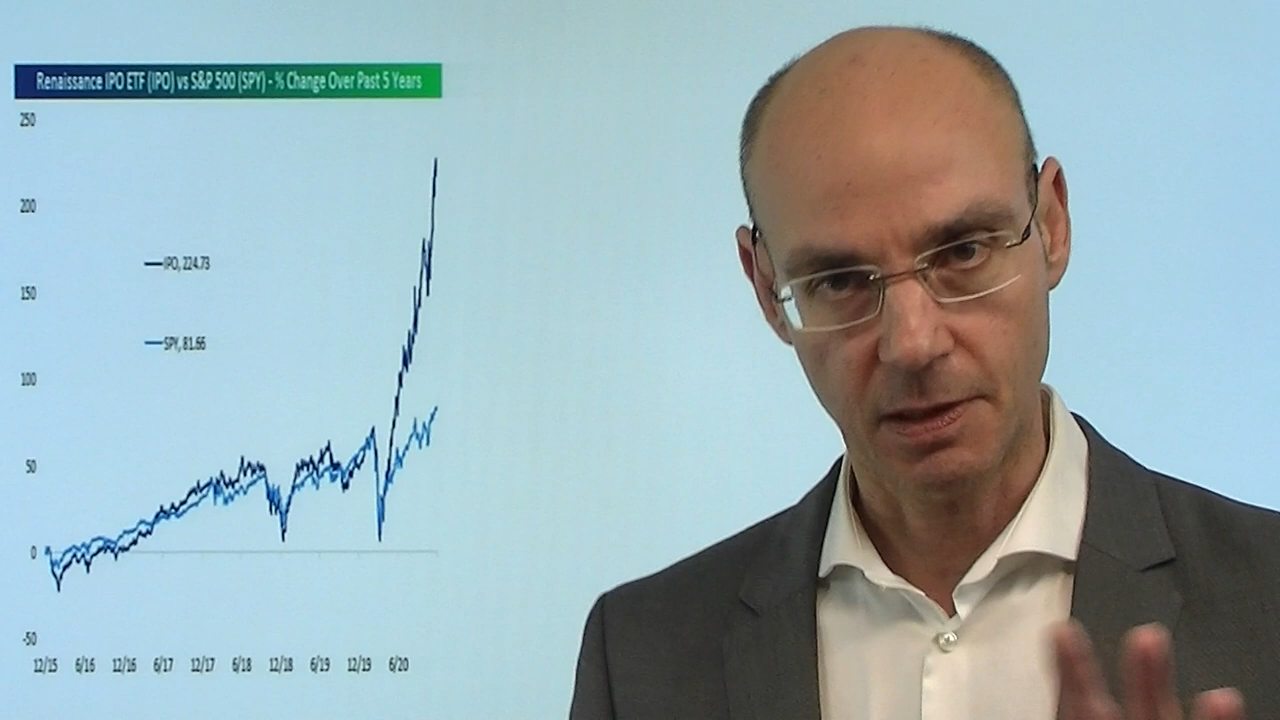 Renaissance IPO ETF (IPO) vs S&P 500 (SPY) - % Change Over Past 5 Years
250
200
150
100
50
0
-50
IPO, 224.73
SPY, 81.66
12/15 6/16 12/16 6/17 12/17 6/18 12/18 6/19 12/19 6/20